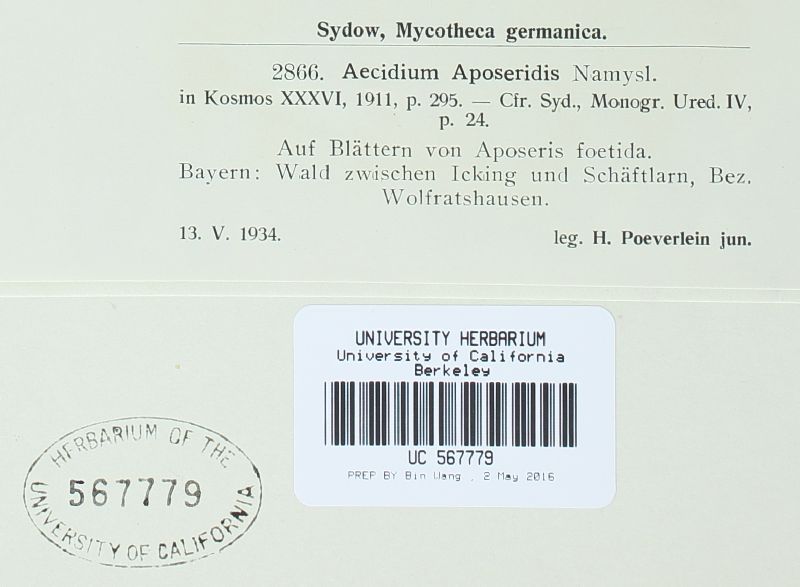 Sydow, Mycotheca germanica.
2866. Aecidium Aposeridis Namysl.
in Kosmos XXXVI, 1911, p. 295. — Cfr. Syd., Monogr. Ured. IV,
p. 24.
Auf Blättern von Aposeris foetida.
Bayern: Wald zwischen Icking und Schäftlarn, Bez.
Wolfratshausen.
13. V. 1934. leg. H. Poeverlein jun.
UNIVERSITY HERBARIUM
University of California
Berkeley
UC 567779
PREP BY Bin Wang , 2 May 2016
HERBARIUM OF THE
567779
UNIVERSITY OF CALIFORNIA